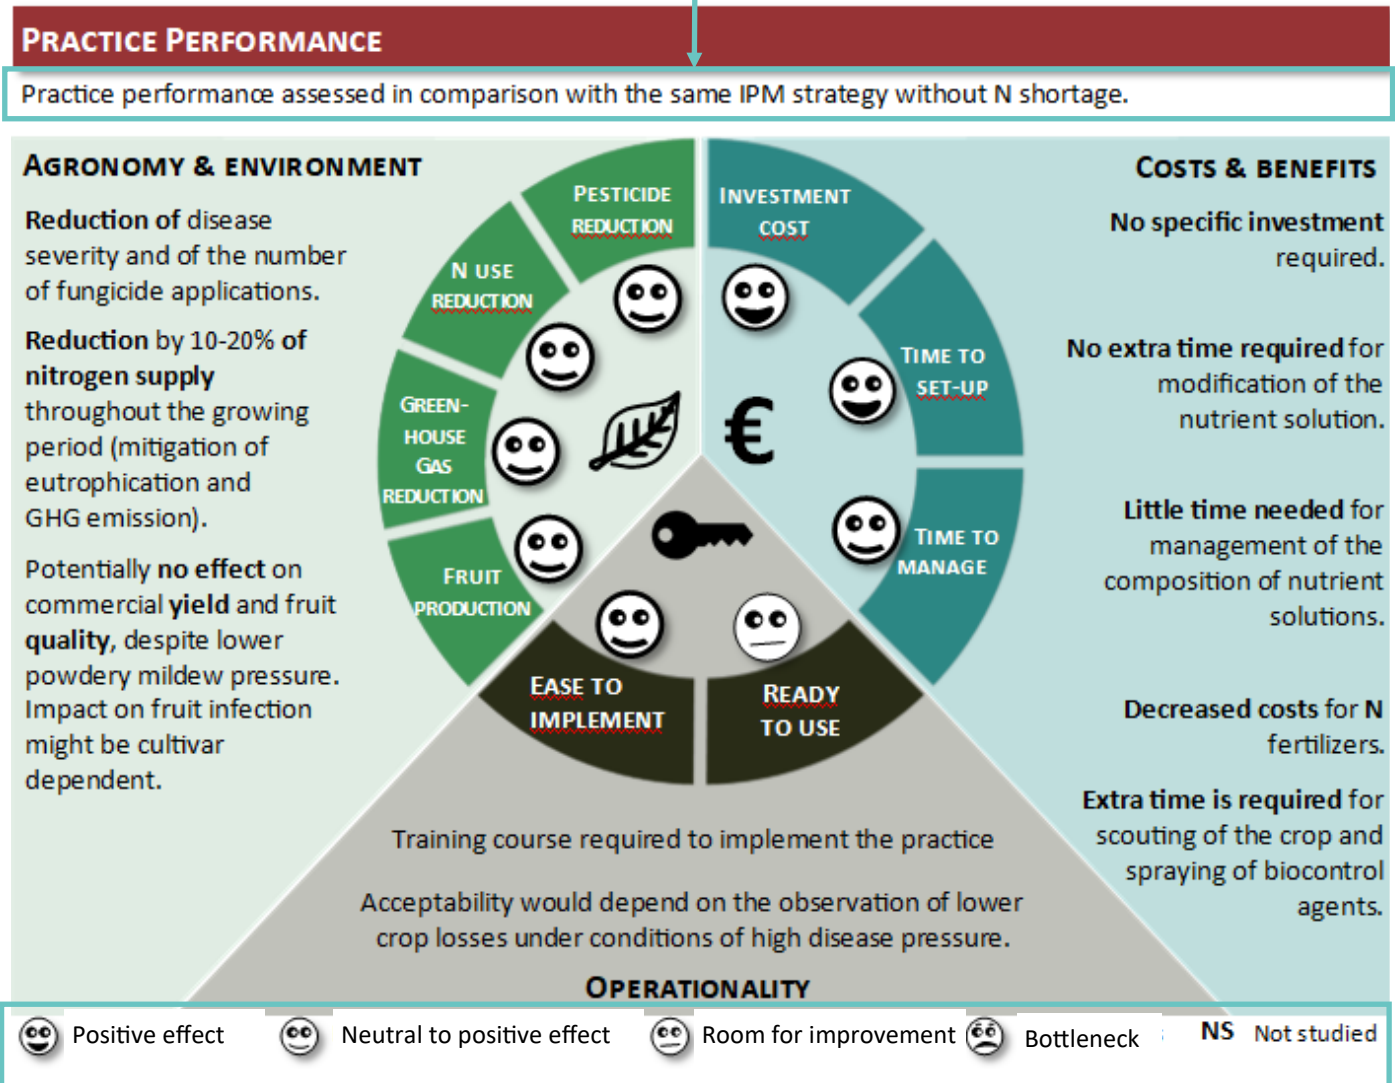 PRACTICE PERFORMANCE
Practice performance assessed in comparison with the same IPM strategy without N shortage.
AGRONOMY & ENVIRONMENT
Reduction of disease
severity and of the number
of fungicide applications.
Reduction by 10-20% of
nitrogen supply
throughout the growing
period (mitigation of
eutrophication and
GHG emission).
Potentially no effect on
commercial yield and fruit
quality, despite lower
powdery mildew pressure.
Impact on fruit infection
might be cultivar
dependent.
PESTICIDE
REDUCTION
N USE
REDUCTION
GREEN-
HOUSE
GAS
REDUCTION
FRUIT
PRODUCTION
INVESTMENT
COST
TIME TO
SET-UP
TIME TO
MANAGE
€
EASE TO
IMPLEMENT
READY
TO USE
COSTS & BENEFITS
No specific investment
required.
No extra time required for
modification of the
nutrient solution.
Little time needed for
management of the
composition of nutrient
solutions.
Decreased costs for N
fertilizers.
Extra time is required for
scouting of the crop and
spraying of biocontrol
agents.
Training course required to implement the practice
Acceptability would depend on the observation of lower
crop losses under conditions of high disease pressure.
OPERATIONALITY
Positive effect
Neutral to positive effect
Room for improvement
Bottleneck
NS Not studied